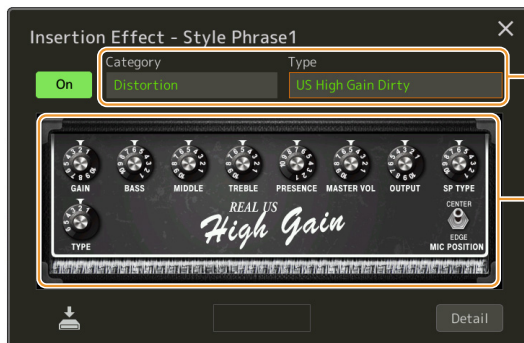 Insertion Effect - Style Phrase1
Category
Type
On
Distortion
US High Gain Dirty
GAIN BASS MIDDLE TREBLE PRESENCE MASTER VOL OUTPUT SP TYPE
REAL US
High Gain
CENTER
EDGE
TYPE
MIC POSITION
Detail